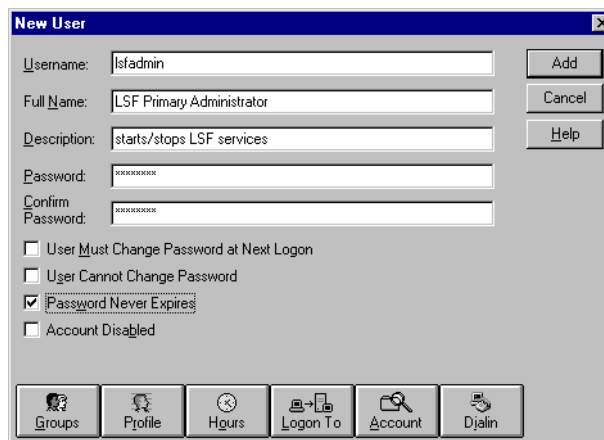 New User
Username: lsfadmin Add
Full Name: LSF Primary Administrator Cancel
Description: starts/stops LSF services Help
Password: ********
Confirm Password: ********
User Must Change Password at Next Logon
User Cannot Change Password
Password Never Expires
Account Disabled
Groups Profile Hours Logon To Account Dialin